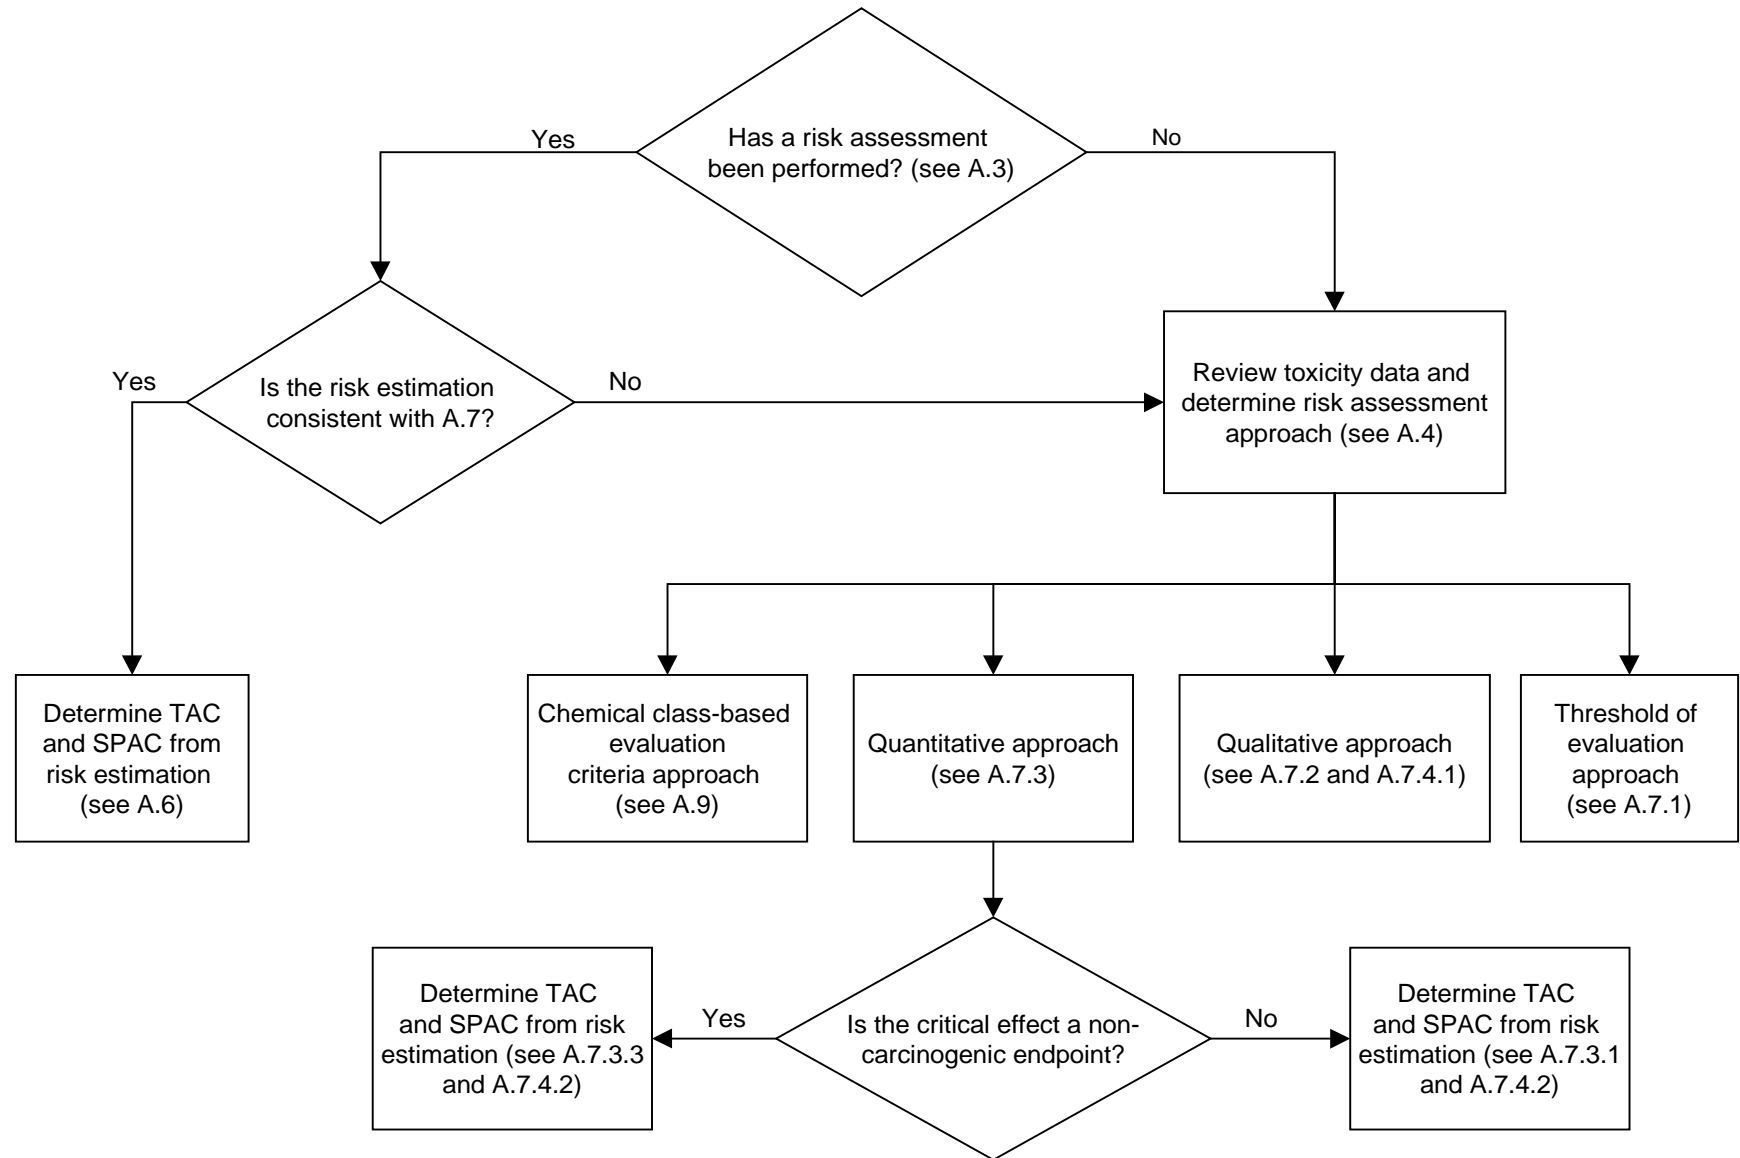 Has a risk assessment
been performed? (see A.3)
Yes
No
Is the risk estimation
consistent with A.7?
Yes
No
Review toxicity data and
determine risk assessment
approach (see A.4)
Determine TAC
and SPAC from
risk estimation
(see A.6)
Chemical class-based
evaluation
criteria approach
(see A.9)
Quantitative approach
(see A.7.3)
Qualitative approach
(see A.7.2 and A.7.4.1)
Threshold of
evaluation
approach
(see A.7.1)
Determine TAC
and SPAC from risk
estimation (see A.7.3.3
and A.7.4.2)
Yes
Is the critical effect a non-
carcinogenic endpoint?
No
Determine TAC
and SPAC from risk
estimation (see A.7.3.1
and A.7.4.2)